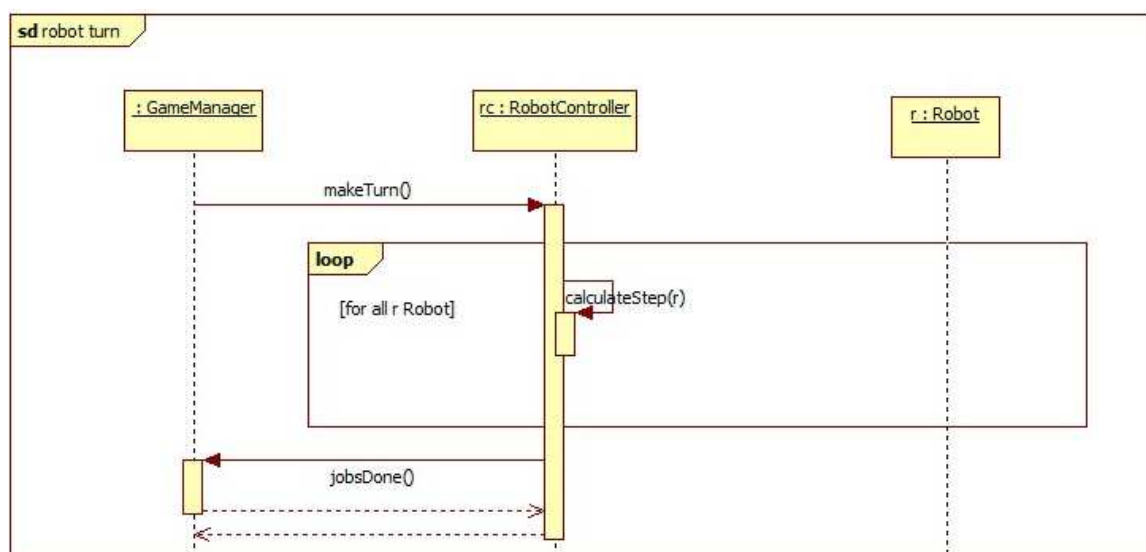 sd robot turn
: GameManager
rc : RobotController
r : Robot
makeTurn()
loop
calculateStep(r)
[for all r Robot]
jobsDone()